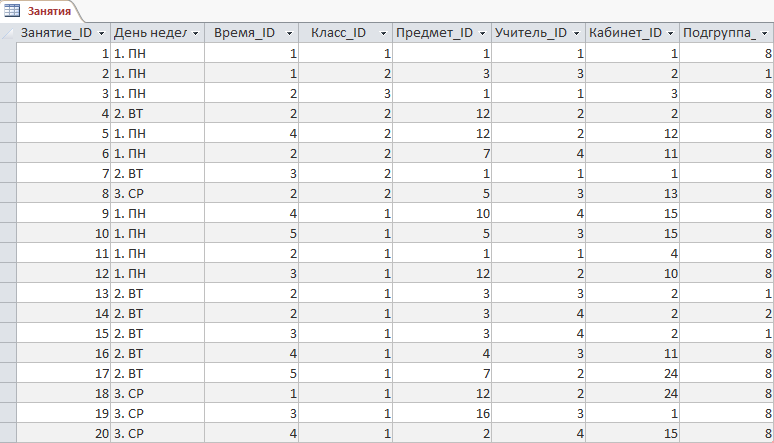 Занятия
Занятие_ID День недел Время_ID Класс_ID Предмет_ID Учитель_ID Кабинет_ID Подгруппа_
1 1. ПН 1 1 1 1 1 8
2 1. ПН 1 2 3 3 2 1
3 1. ПН 2 3 1 1 3 8
4 2. ВТ 2 2 12 2 2 8
5 1. ПН 4 2 12 2 12 8
6 1. ПН 2 2 7 4 11 8
7 2. ВТ 3 2 1 1 1 8
8 3. СР 2 2 5 3 13 8
9 1. ПН 4 1 10 4 15 8
10 1. ПН 5 1 5 3 15 8
11 1. ПН 2 1 1 1 4 8
12 1. ПН 3 1 12 2 10 8
13 2. ВТ 2 1 3 3 2 1
14 2. ВТ 2 1 3 4 2 2
15 2. ВТ 3 1 3 4 2 1
16 2. ВТ 4 1 4 3 11 8
17 2. ВТ 5 1 7 2 24 8
18 3. СР 1 1 12 2 24 8
19 3. СР 3 1 16 3 1 8
20 3. СР 4 1 2 4 15 8